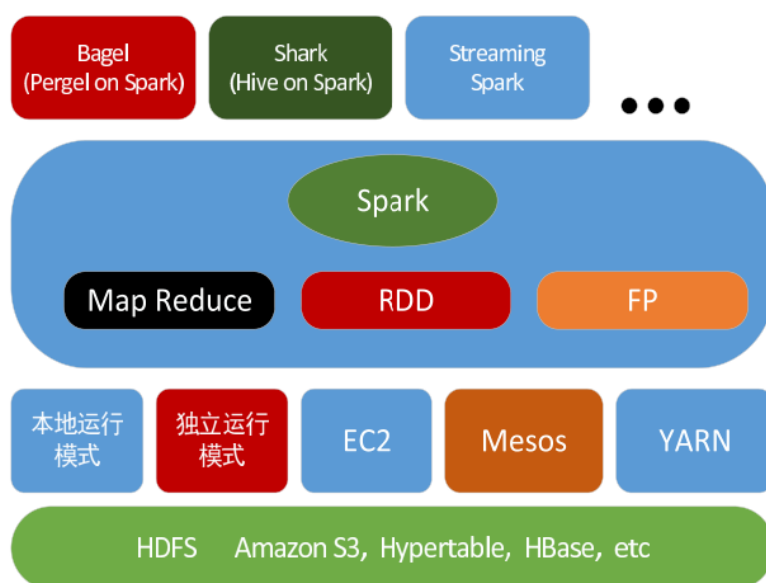 Bagel
(Pergel on Spark)
Shark
(Hive on Spark)
Streaming
Spark
Spark
Map Reduce
RDD
FP
本地运行
模式
独立运行
模式
EC2
Mesos
YARN
HDFS Amazon S3, Hypertable, HBase, etc